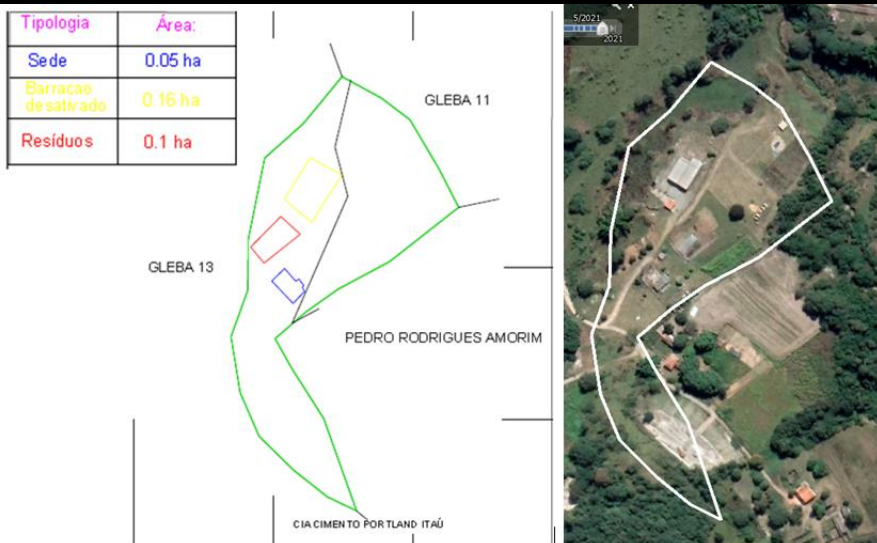 Tipologia Área:
Sede 0.05 ha
Barracao
desativado 0.16 ha
Resíduos 0.1 ha
GLEBA 11
GLEBA 13
PEDRO RODRIGUES AMORIM
CIA CIMENTO PORTLAND ITAÚ
5/2021
2021